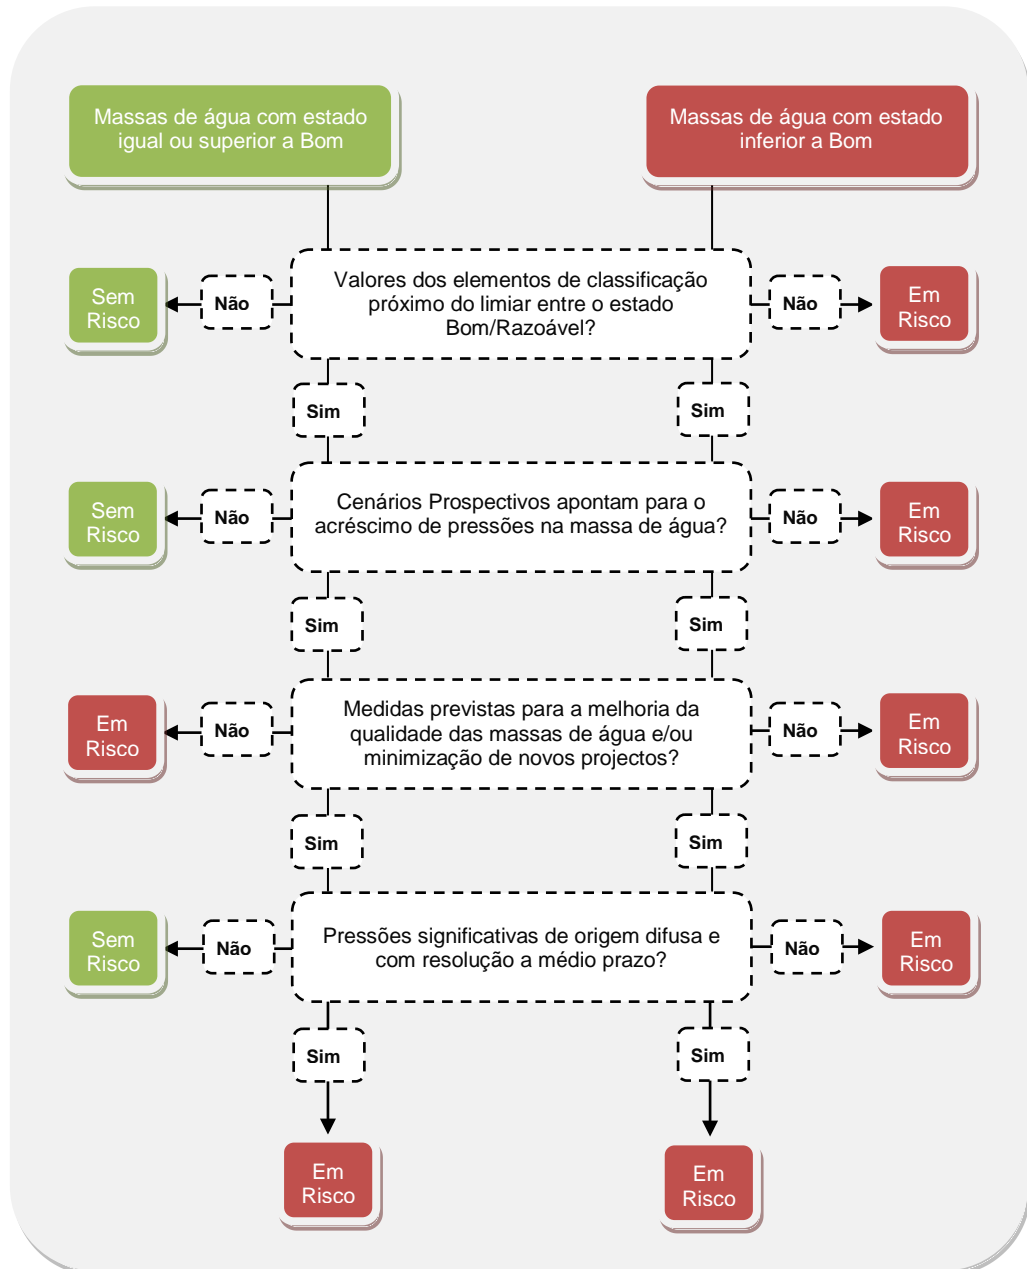 Massas de água com estado
igual ou superior a Bom
Massas de água com estado
inferior a Bom
Valores dos elementos de classificação
próximo do limiar entre o estado
Bom/Razoável?
Sem
Risco
Não
Não
Em
Risco
Sim
Sim
Cenários Prospectivos apontam para o
acréscimo de pressões na massa de água?
Sem
Risco
Não
Não
Em
Risco
Sim
Sim
Medidas previstas para a melhoria da
qualidade das massas de água e/ou
minimização de novos projectos?
Em
Risco
Não
Não
Em
Risco
Sim
Sim
Pressões significativas de origem difusa e
com resolução a médio prazo?
Sem
Risco
Não
Não
Em
Risco
Sim
Sim
Em
Risco
Em
Risco